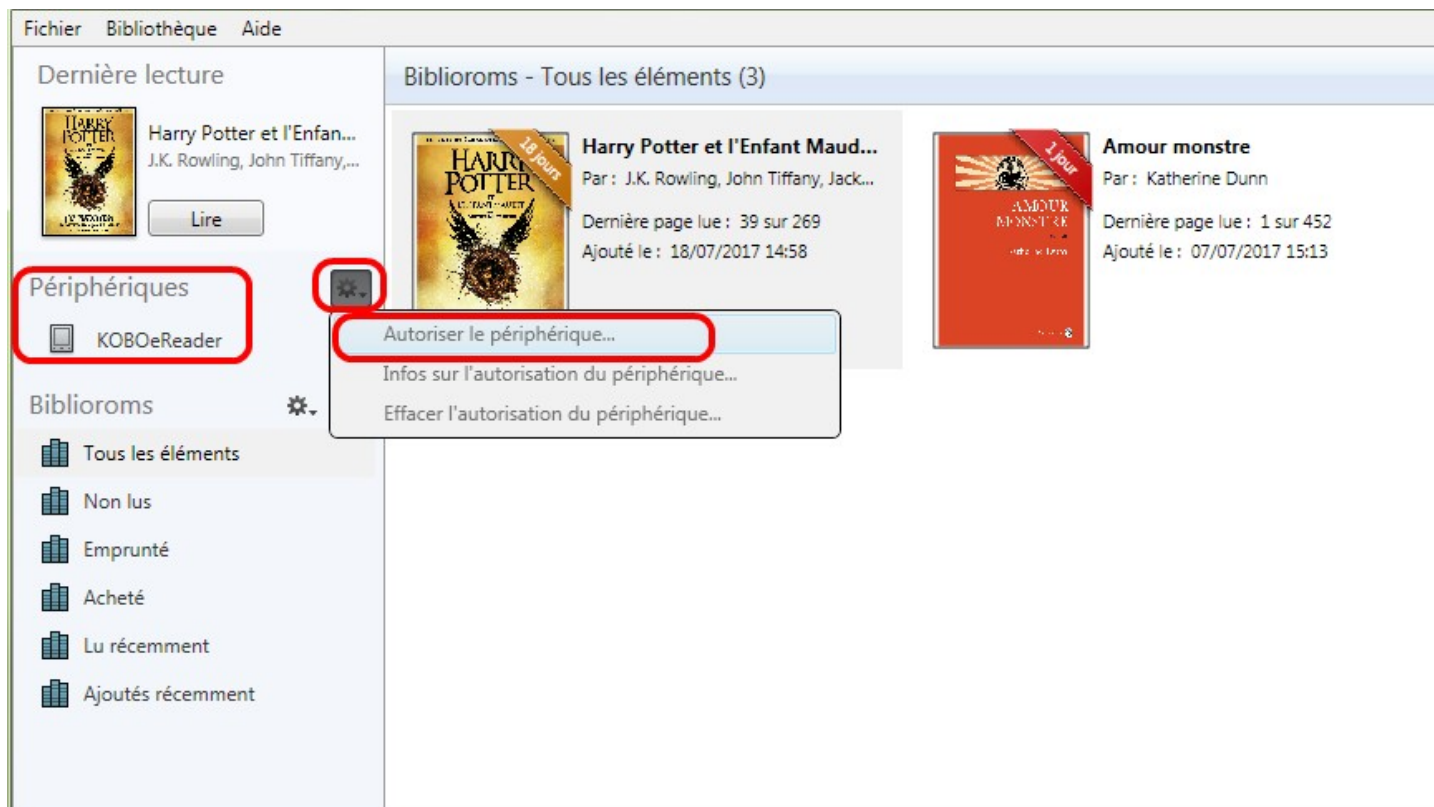 Fichier Bibliothèque Aide
Dernière lecture
HARRY
POTTER
Harry Potter et l'Enfan...
J.K. Rowling, John Tiffany,...
Lire
Périphériques
KOBOeReader
Biblioroms
Tous les éléments
Non lus
Emprunté
Acheté
Lu récemment
Ajoutés récemment
Biblioroms - Tous les éléments (3)
18 jours
HARRY
POTTER
Harry Potter et l'Enfant Maud...
Par : J.K. Rowling, John Tiffany, Jack...
Dernière page lue : 39 sur 269
Ajouté le : 18/07/2017 14:58
1 jour
AMOUR
MONSTRE
Amour monstre
Par : Katherine Dunn
Dernière page lue : 1 sur 452
Ajouté le : 07/07/2017 15:13
Autoriser le périphérique...
Infos sur l'autorisation du périphérique...
Effacer l'autorisation du périphérique...